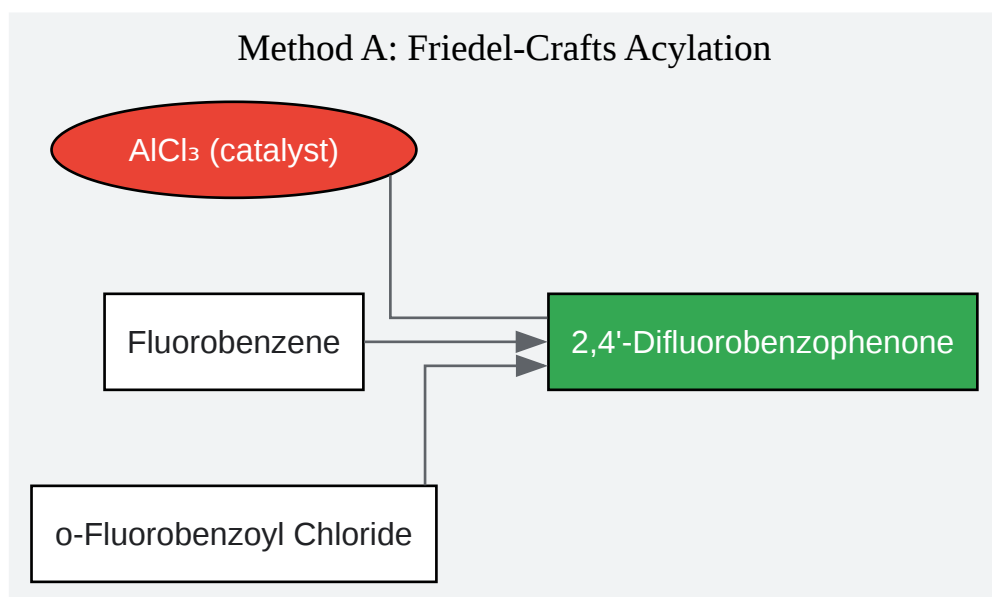 Method A: Friedel-Crafts Acylation
AlCl₃ (catalyst)
Fluorobenzene
2,4'-Difluorobenzophenone
o-Fluorobenzoyl Chloride